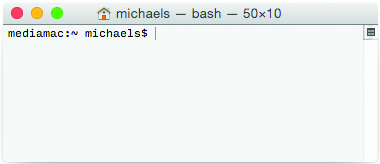 michaels — bash — 50×10
mediamac:~ michaels$